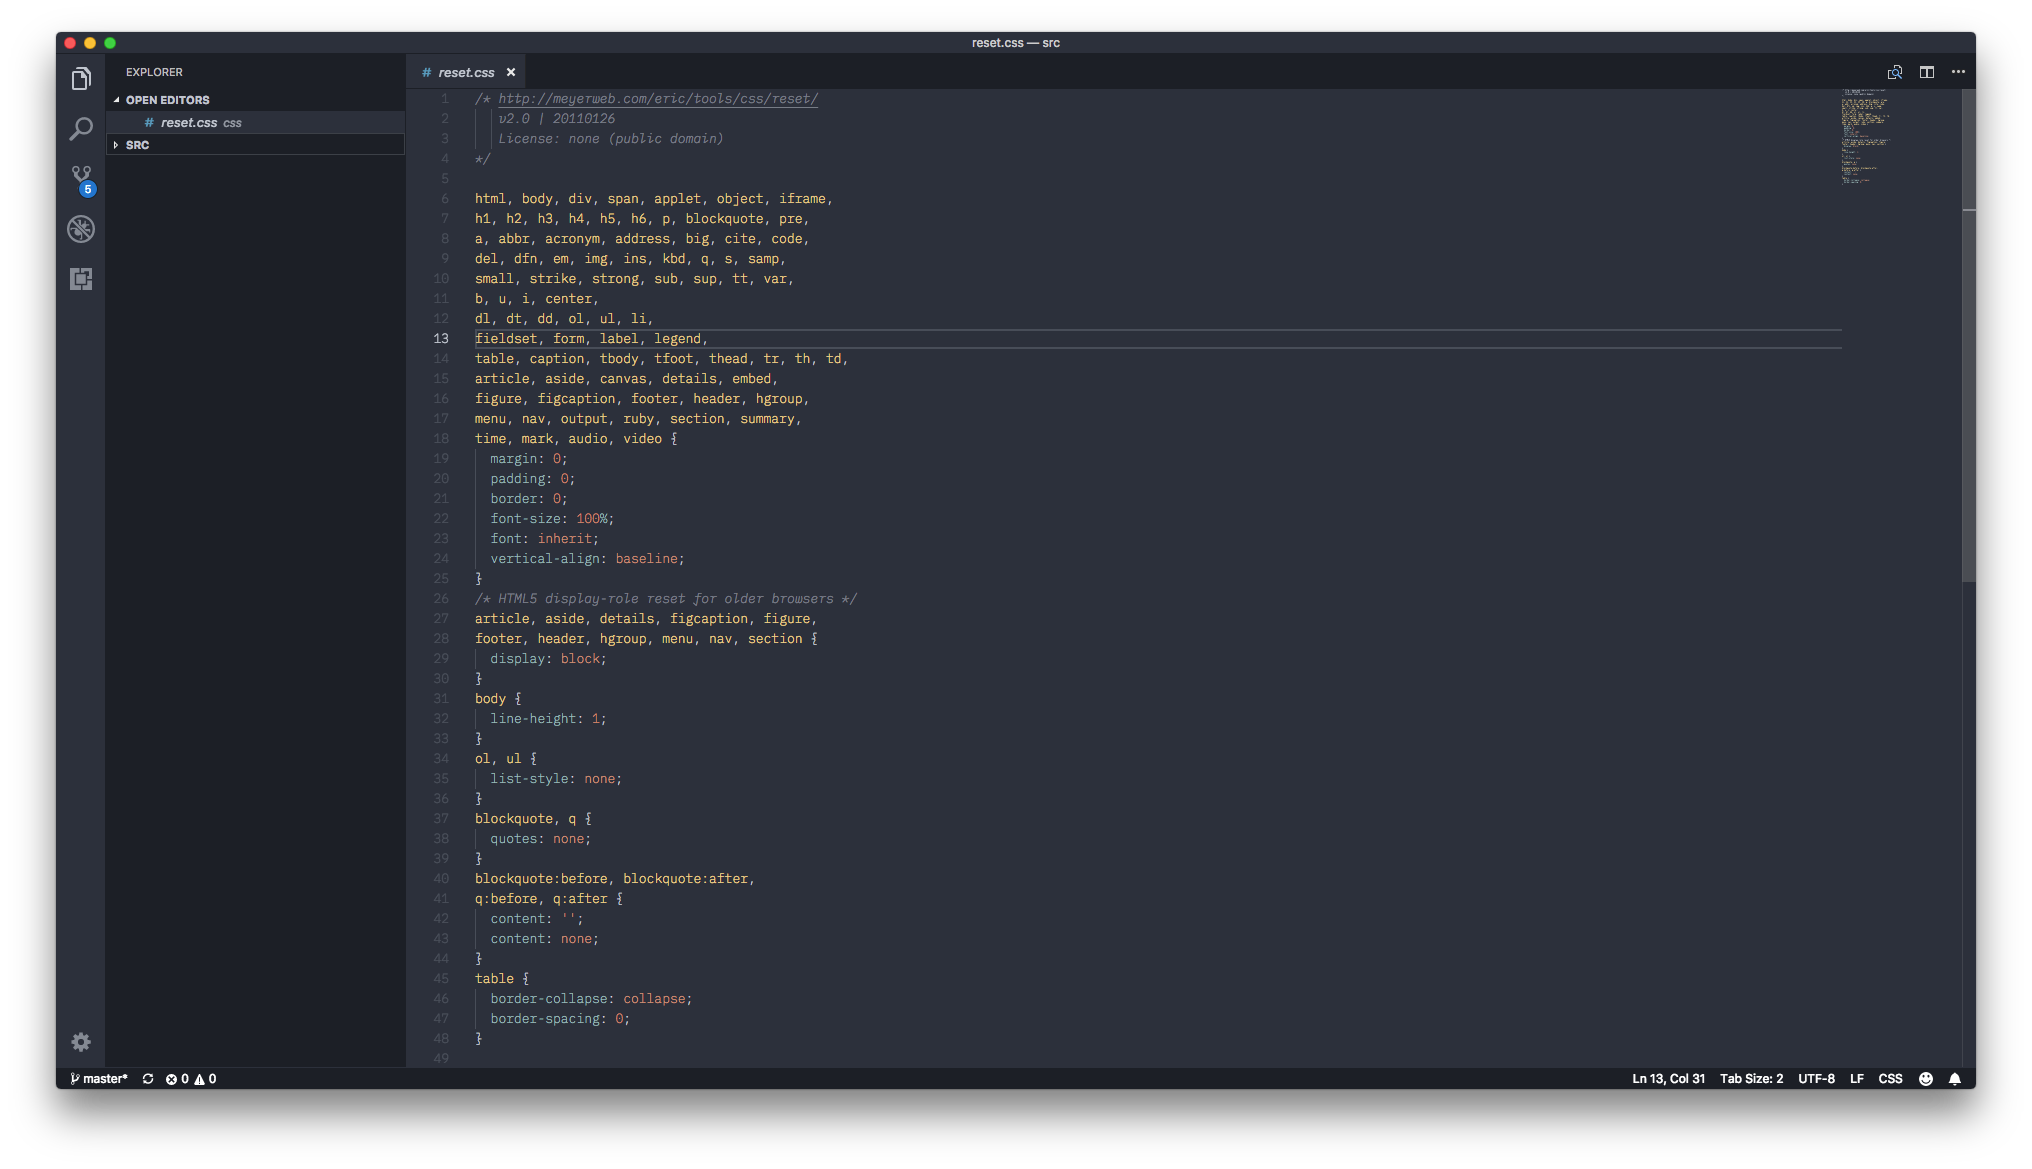 reset.css — src
EXPLORER
OPEN EDITORS
# reset.css css
SRC
5
# reset.css ×
1 /* http://meyerweb.com/eric/tools/css/reset/
2 v2.0 | 20110126
3 License: none (public domain)
4 */
5
6 html, body, div, span, applet, object, iframe,
7 h1, h2, h3, h4, h5, h6, p, blockquote, pre,
8 a, abbr, acronym, address, big, cite, code,
9 del, dfn, em, img, ins, kbd, q, s, samp,
10 small, strike, strong, sub, sup, tt, var,
11 b, u, i, center,
12 dl, dt, dd, ol, ul, li,
13 fieldset, form, label, legend,
14 table, caption, tbody, tfoot, thead, tr, th, td,
15 article, aside, canvas, details, embed,
16 figure, figcaption, footer, header, hgroup,
17 menu, nav, output, ruby, section, summary,
18 time, mark, audio, video {
19 margin: 0;
20 padding: 0;
21 border: 0;
22 font-size: 100%;
23 font: inherit;
24 vertical-align: baseline;
25 }
26 /* HTML5 display-role reset for older browsers */
27 article, aside, details, figcaption, figure,
28 footer, header, hgroup, menu, nav, section {
29 display: block;
30 }
31 body {
32 line-height: 1;
33 }
34 ol, ul {
35 list-style: none;
36 }
37 blockquote, q {
38 quotes: none;
39 }
40 blockquote:before, blockquote:after,
41 q:before, q:after {
42 content: '';
43 content: none;
44 }
45 table {
46 border-collapse: collapse;
47 border-spacing: 0;
48 }
49
master* 0 0
Ln 13, Col 31 Tab Size: 2 UTF-8 LF CSS